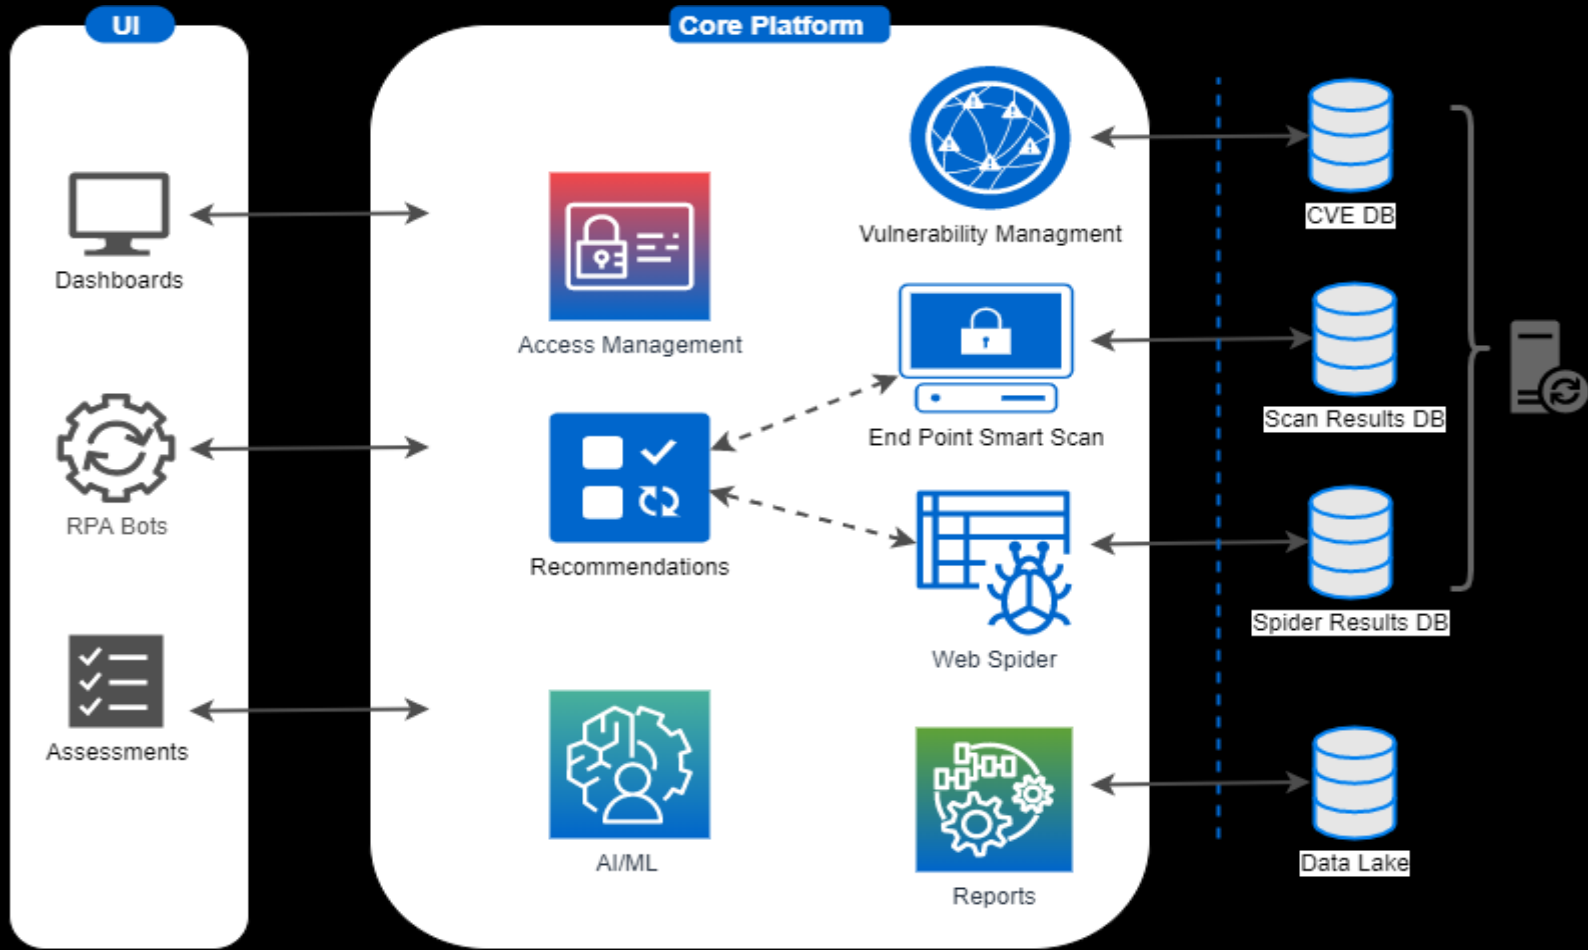 UI
Core Platform
Dashboards
RPA Bots
Assessments
Access Management
Recommendations
AI/ML
Vulnerability Managment
End Point Smart Scan
Web Spider
Reports
CVE DB
Scan Results DB
Spider Results DB
Data Lake